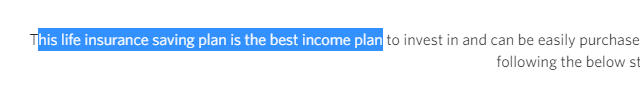 This life insurance saving plan is the best income plan to invest in and can be easily purchase
following the below st